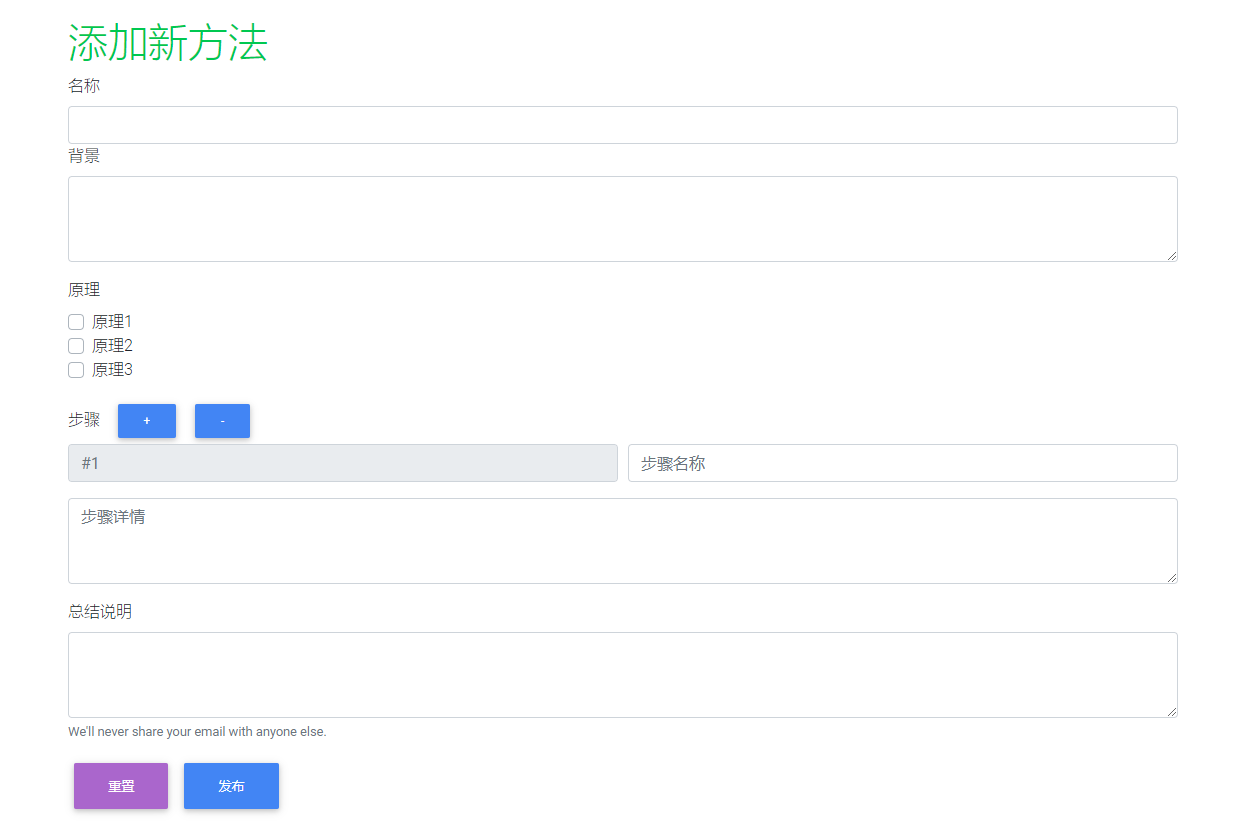 添加新方法
名称
背景
原理
原理1
原理2
原理3
步骤 + -
#1 步骤名称
步骤详情
总结说明
We'll never share your email with anyone else.
重置 发布